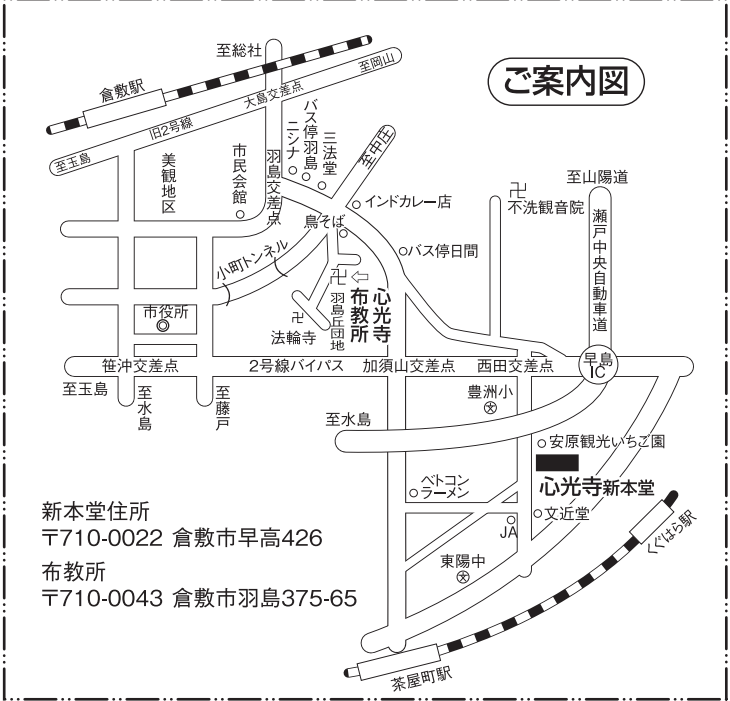 ご案内図
至総社
至岡山
倉敷駅
大島交差点
旧2号線
至玉島
美観地区
市民会館
羽島交差点
ニシナ
バス停羽島
三法堂
至中庄
インドカレー店
鳥そば
バス停日間
卍
不洗観音院
至山陽道
瀬戸中央自動車道
小町トンネル
卍⇦
心光寺
布教所
羽島丘団地
卍
法輪寺
市役所
笹沖交差点
2号線バイパス
加須山交差点
西田交差点
早島
IC
至玉島
至水島
至藤戸
豊洲小
至水島
安原観光いちご園
心光寺新本堂
ベトコン
ラーメン
文近堂
JA
くぐはら駅
東陽中
茶屋町駅
新本堂住所
〒710-0022 倉敷市早高426
布教所
〒710-0043 倉敷市羽島375-65